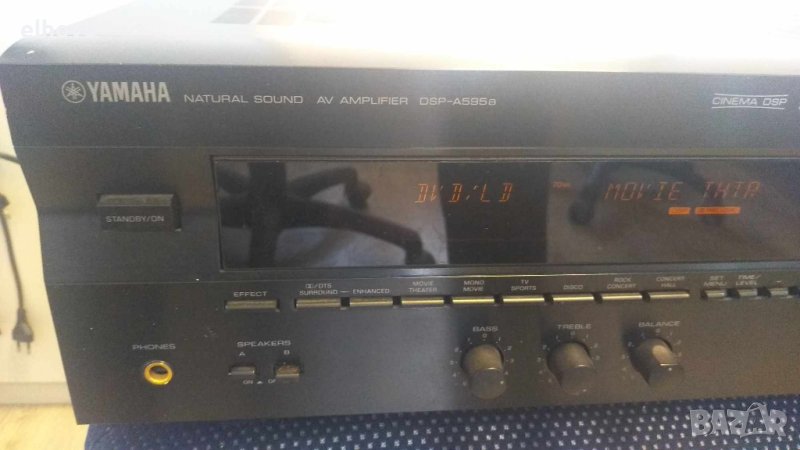 YAMAHA NATURAL SOUND AV AMPLIFIER DSP-A595a CINEMA DSP
DVD/LD MOVIE THTR
STANDBY/ON
EFFECT
DTS SURROUND ENHANCED
MOVIE THEATER
MONO MOVIE
TV SPORTS
DISCO
ROCK CONCERT
CONCERT HALL
SET MENU
TIME/LEVEL
PHONES
SPEAKERS
A B
ON
BASS
TREBLE
BALANCE
BAZAR